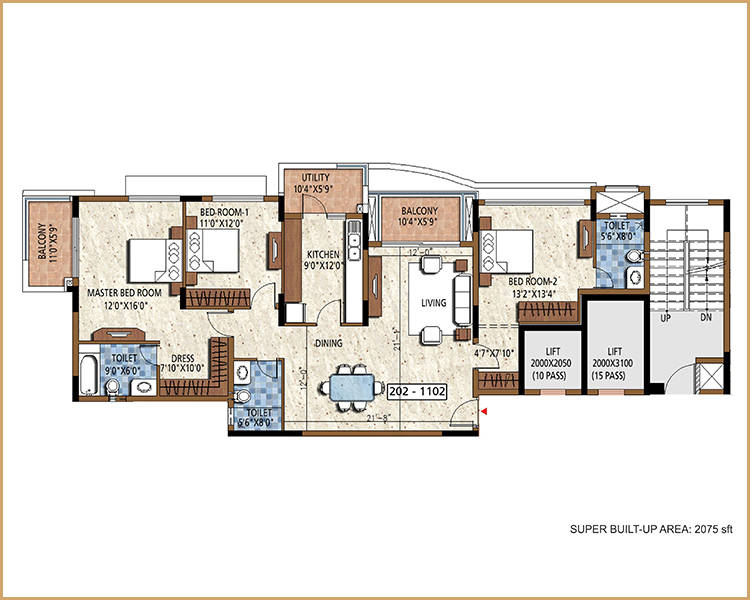 UTILITY
10'4"X5'9"
BALCONY
11'0"X5'9"
BED-ROOM-1
11'0"X12'0"
BALCONY
10'4"X5'9"
TOILET
5'6"X8'0"
KITCHEN
9'0"X12'0"
12'-0"
MASTER BED ROOM
12'0"X16'0"
BED ROOM-2
13'2"X13'4"
LIVING
UP
DN
DINING
21'-1"
4'7"X7'10"
LIFT
2000X2050
(10 PASS)
LIFT
2000X3100
(15 PASS)
TOILET
9'0"X6'0"
DRESS
7'10"X10'0"
12'-0"
202 - 1102
TOILET
5'6"X8'0"
21'-8"
SUPER BUILT-UP AREA: 2075 sft